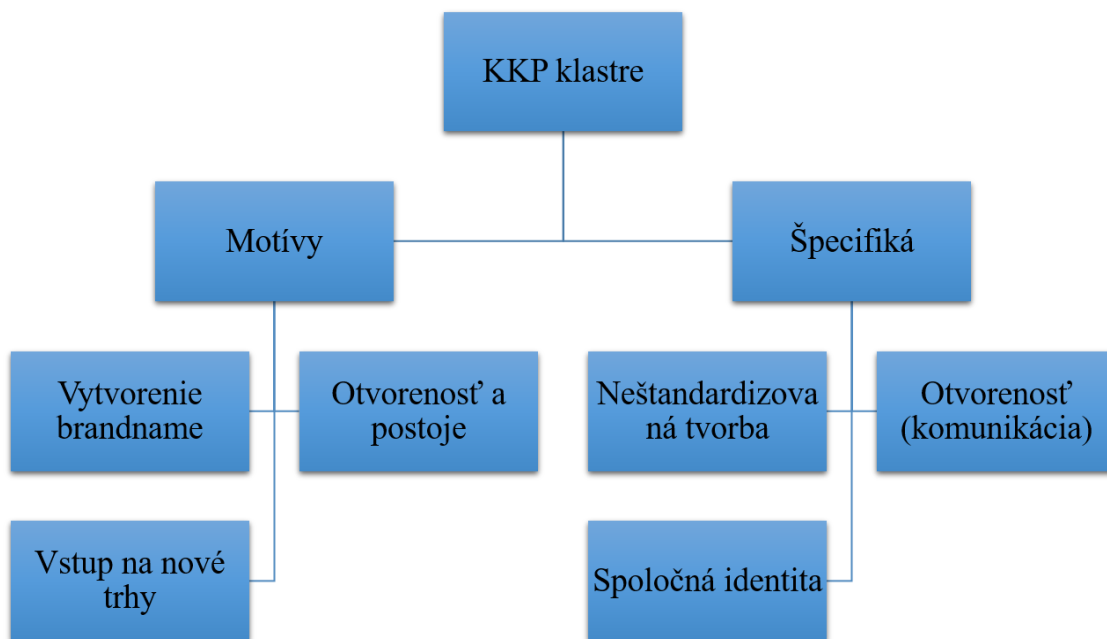 KKP klastre
Motívy
Špecifiká
Vytvorenie
brandname
Otvorenosť a
postoje
Neštandardizova
ná tvorba
Otvorenosť
(komunikácia)
Vstup na nové
trhy
Spoločná identita